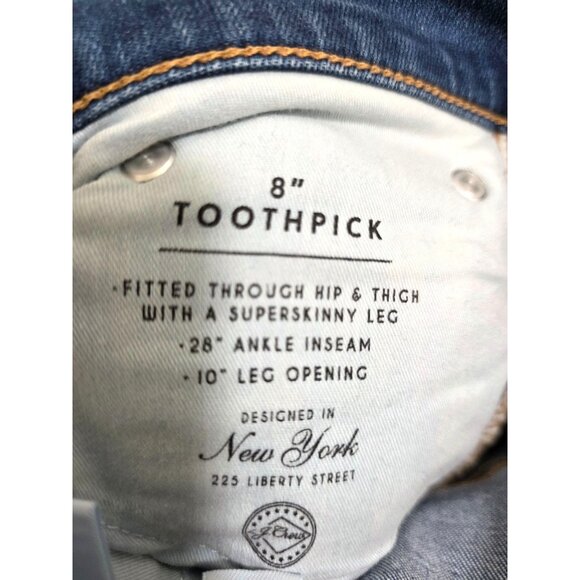 8"
TOOTHPICK
·FITTED THROUGH HIP & THIGH
WITH A SUPERSKINNY LEG
·28" ANKLE INSEAM
·10" LEG OPENING
DESIGNED IN
New York
225 LIBERTY STREET
J.Crew